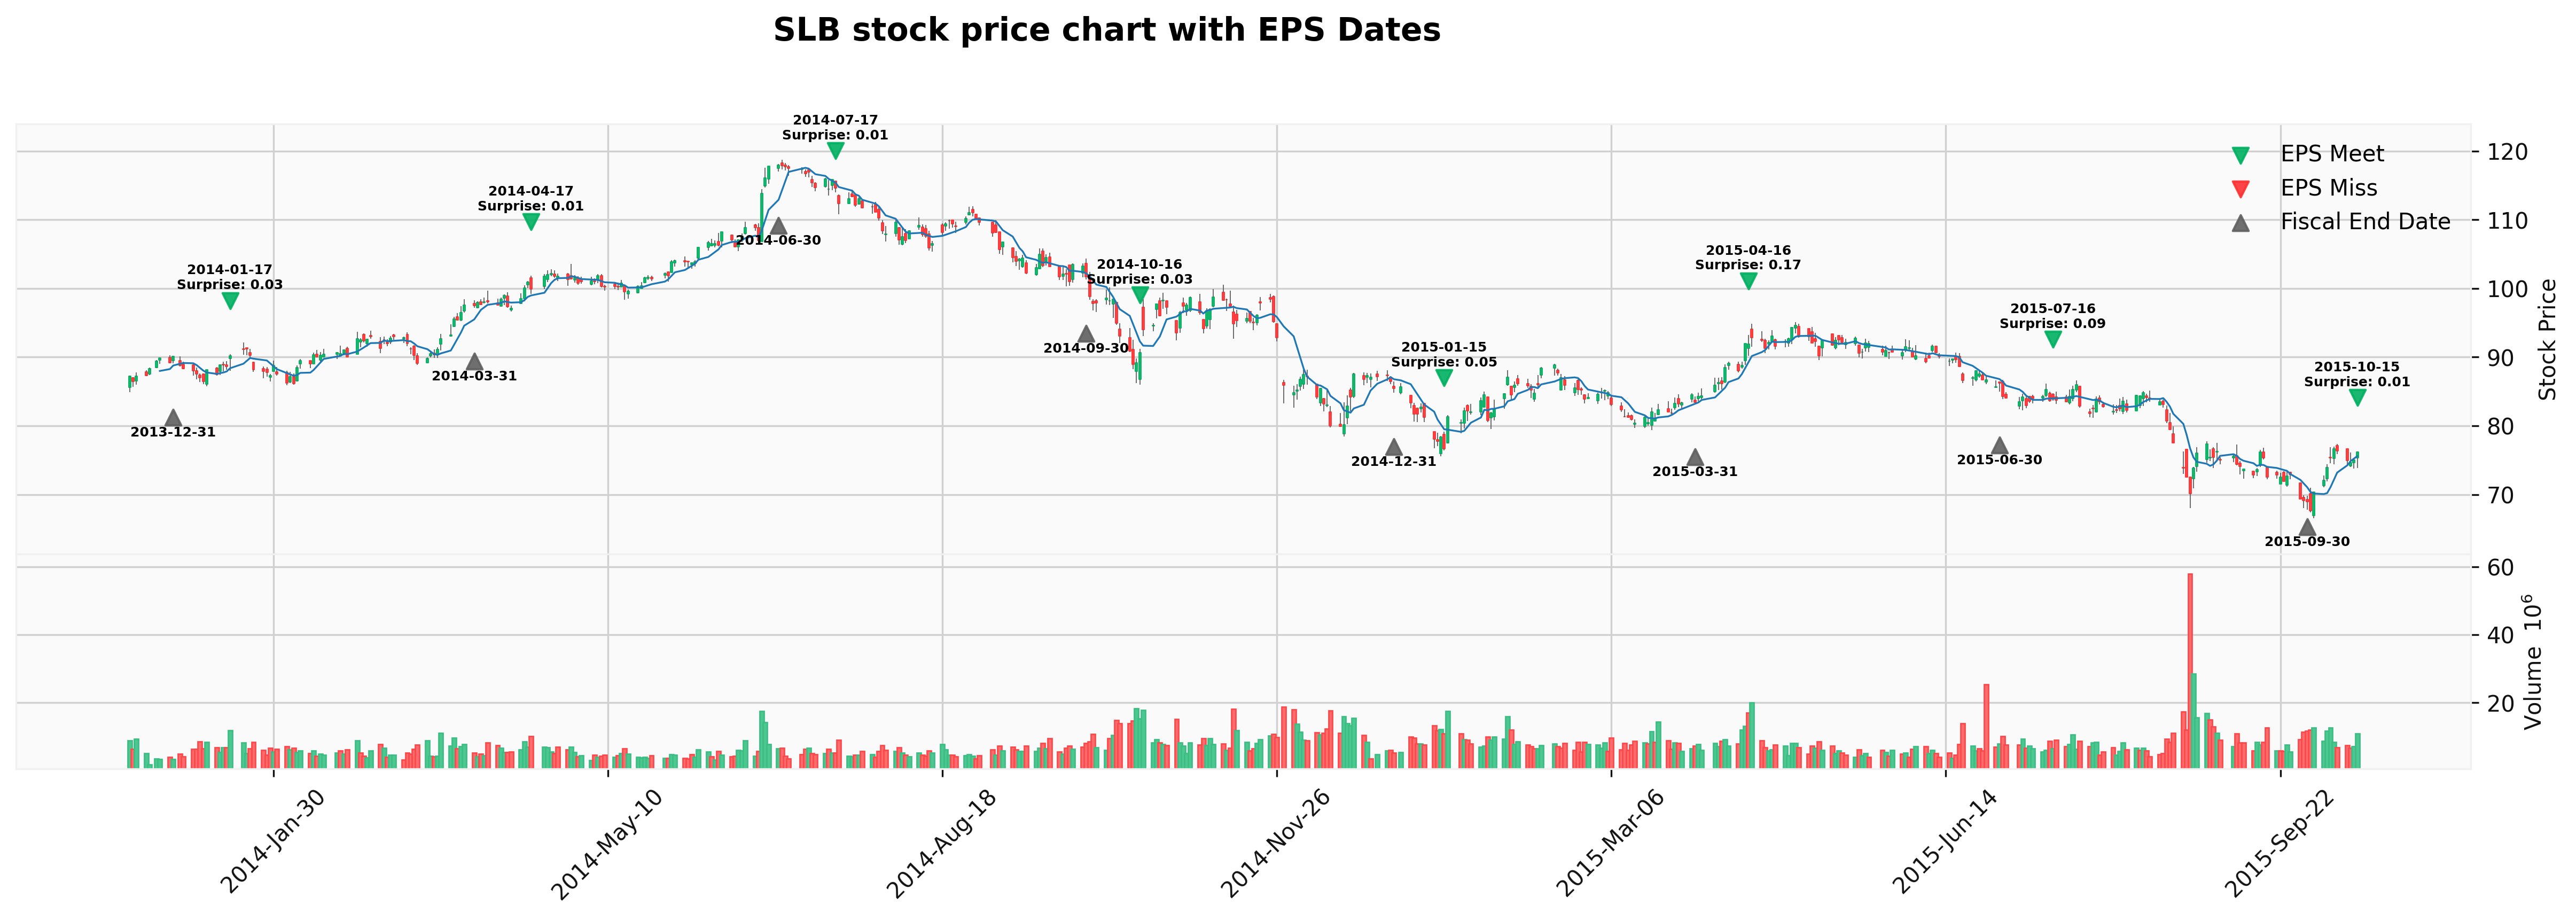 SLB stock price chart with EPS Dates
2014-07-17
Surprise: 0.01
2014-04-17
Surprise: 0.01
2014-01-17
Surprise: 0.03
2014-10-16
Surprise: 0.03
2015-04-16
Surprise: 0.17
2015-07-16
Surprise: 0.09
2015-01-15
Surprise: 0.05
2015-10-15
Surprise: 0.01
EPS Meet
EPS Miss
Fiscal End Date
2013-12-31
2014-03-31
2014-06-30
2014-09-30
2014-12-31
2015-03-31
2015-06-30
2015-09-30
120
110
100
90
80
70
Stock Price
60
40
20
Volume 10^6
2014-Jan-30
2014-May-10
2014-Aug-18
2014-Nov-26
2015-Mar-06
2015-Jun-14
2015-Sep-22